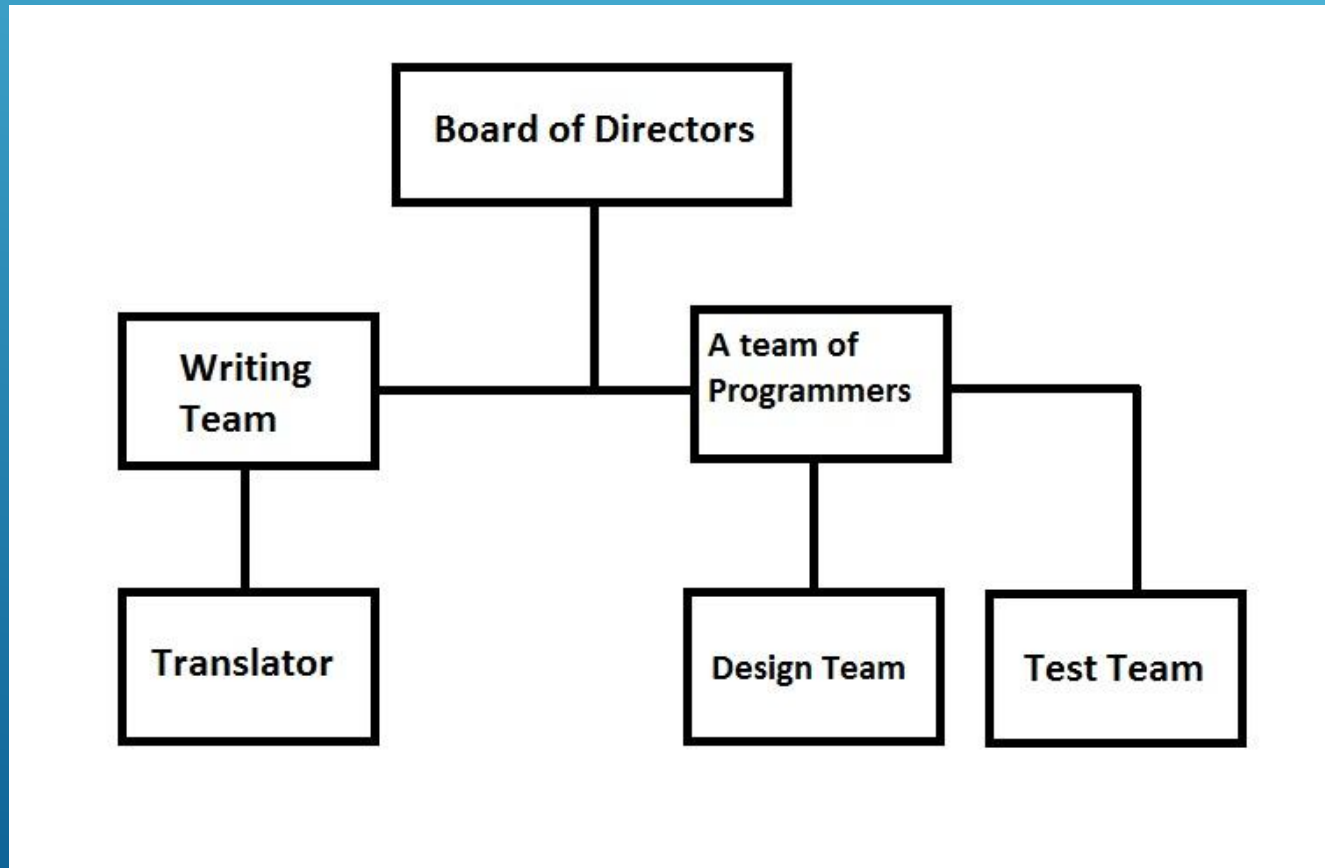 Board of Directors
Writing
Team
A team of
Programmers
Translator
Design Team
Test Team